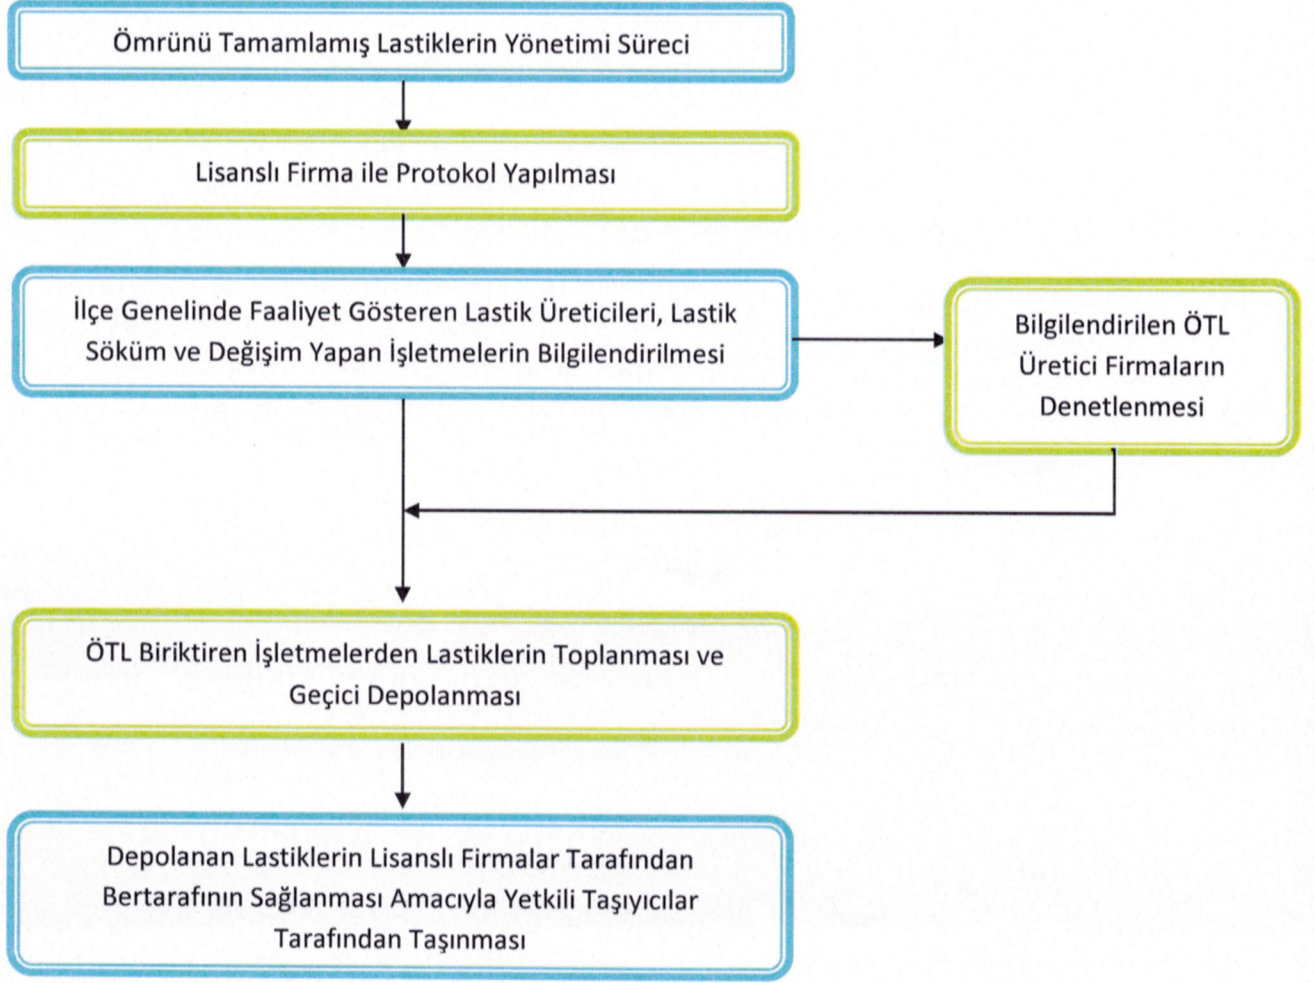 Ömrünü Tamamlamış Lastiklerin Yönetimi Süreci
Lisanslı Firma ile Protokol Yapılması
İlçe Genelinde Faaliyet Gösteren Lastik Üreticileri, Lastik
Söküm ve Değişim Yapan İşletmelerin Bilgilendirilmesi
Bilgilendirilen ÖTL
Üretici Firmaların
Denetlenmesi
ÖTL Biriktiren İşletmelerden Lastiklerin Toplanması ve
Geçici Depolanması
Depolanan Lastiklerin Lisanslı Firmalar Tarafından
Bertarafının Sağlanması Amacıyla Yetkili Taşıyıcılar
Tarafından Taşınması